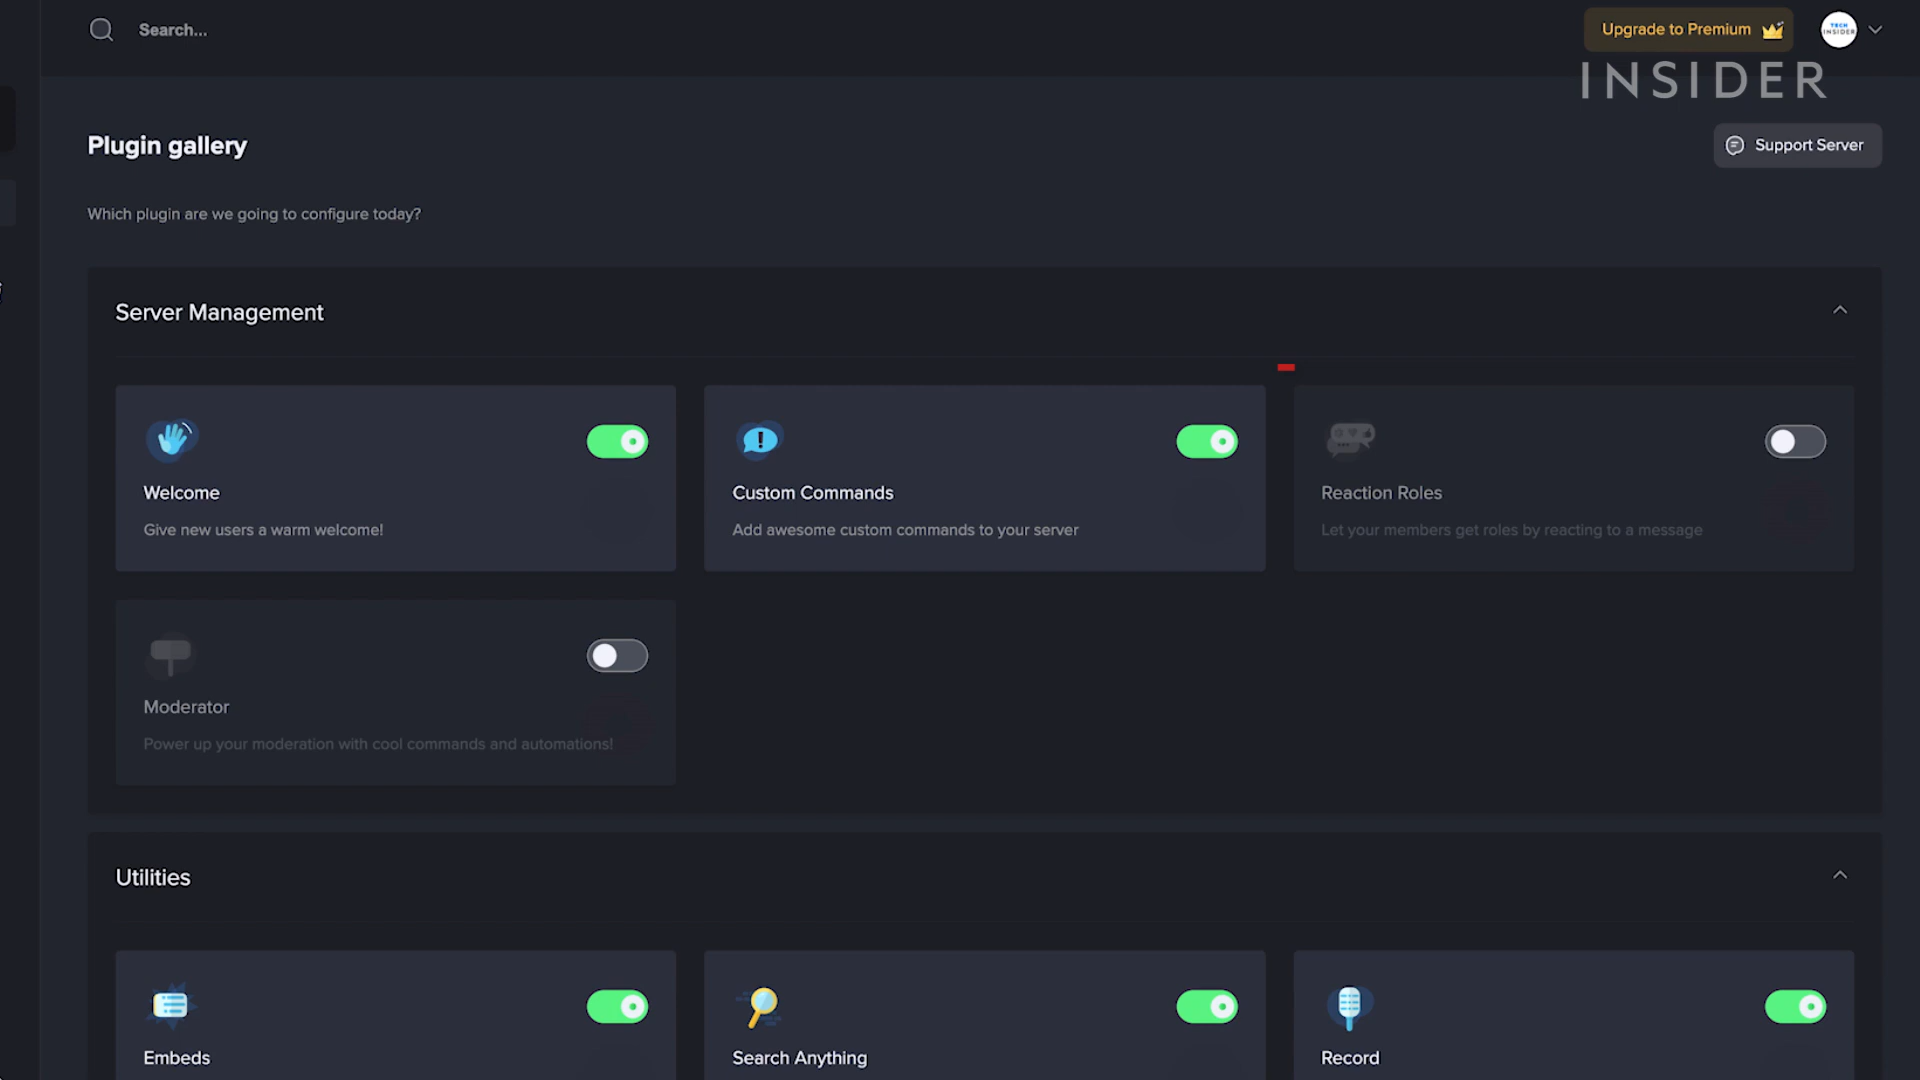 Search...
Upgrade to Premium
TECH
INSIDER
INSIDER
Plugin gallery
Support Server
Which plugin are we going to configure today?
Server Management
Welcome
Give new users a warm welcome!
Custom Commands
Add awesome custom commands to your server
Reaction Roles
Let your members get roles by reacting to a message
Moderator
Power up your moderation with cool commands and automations!
Utilities
Embeds
Search Anything
Record